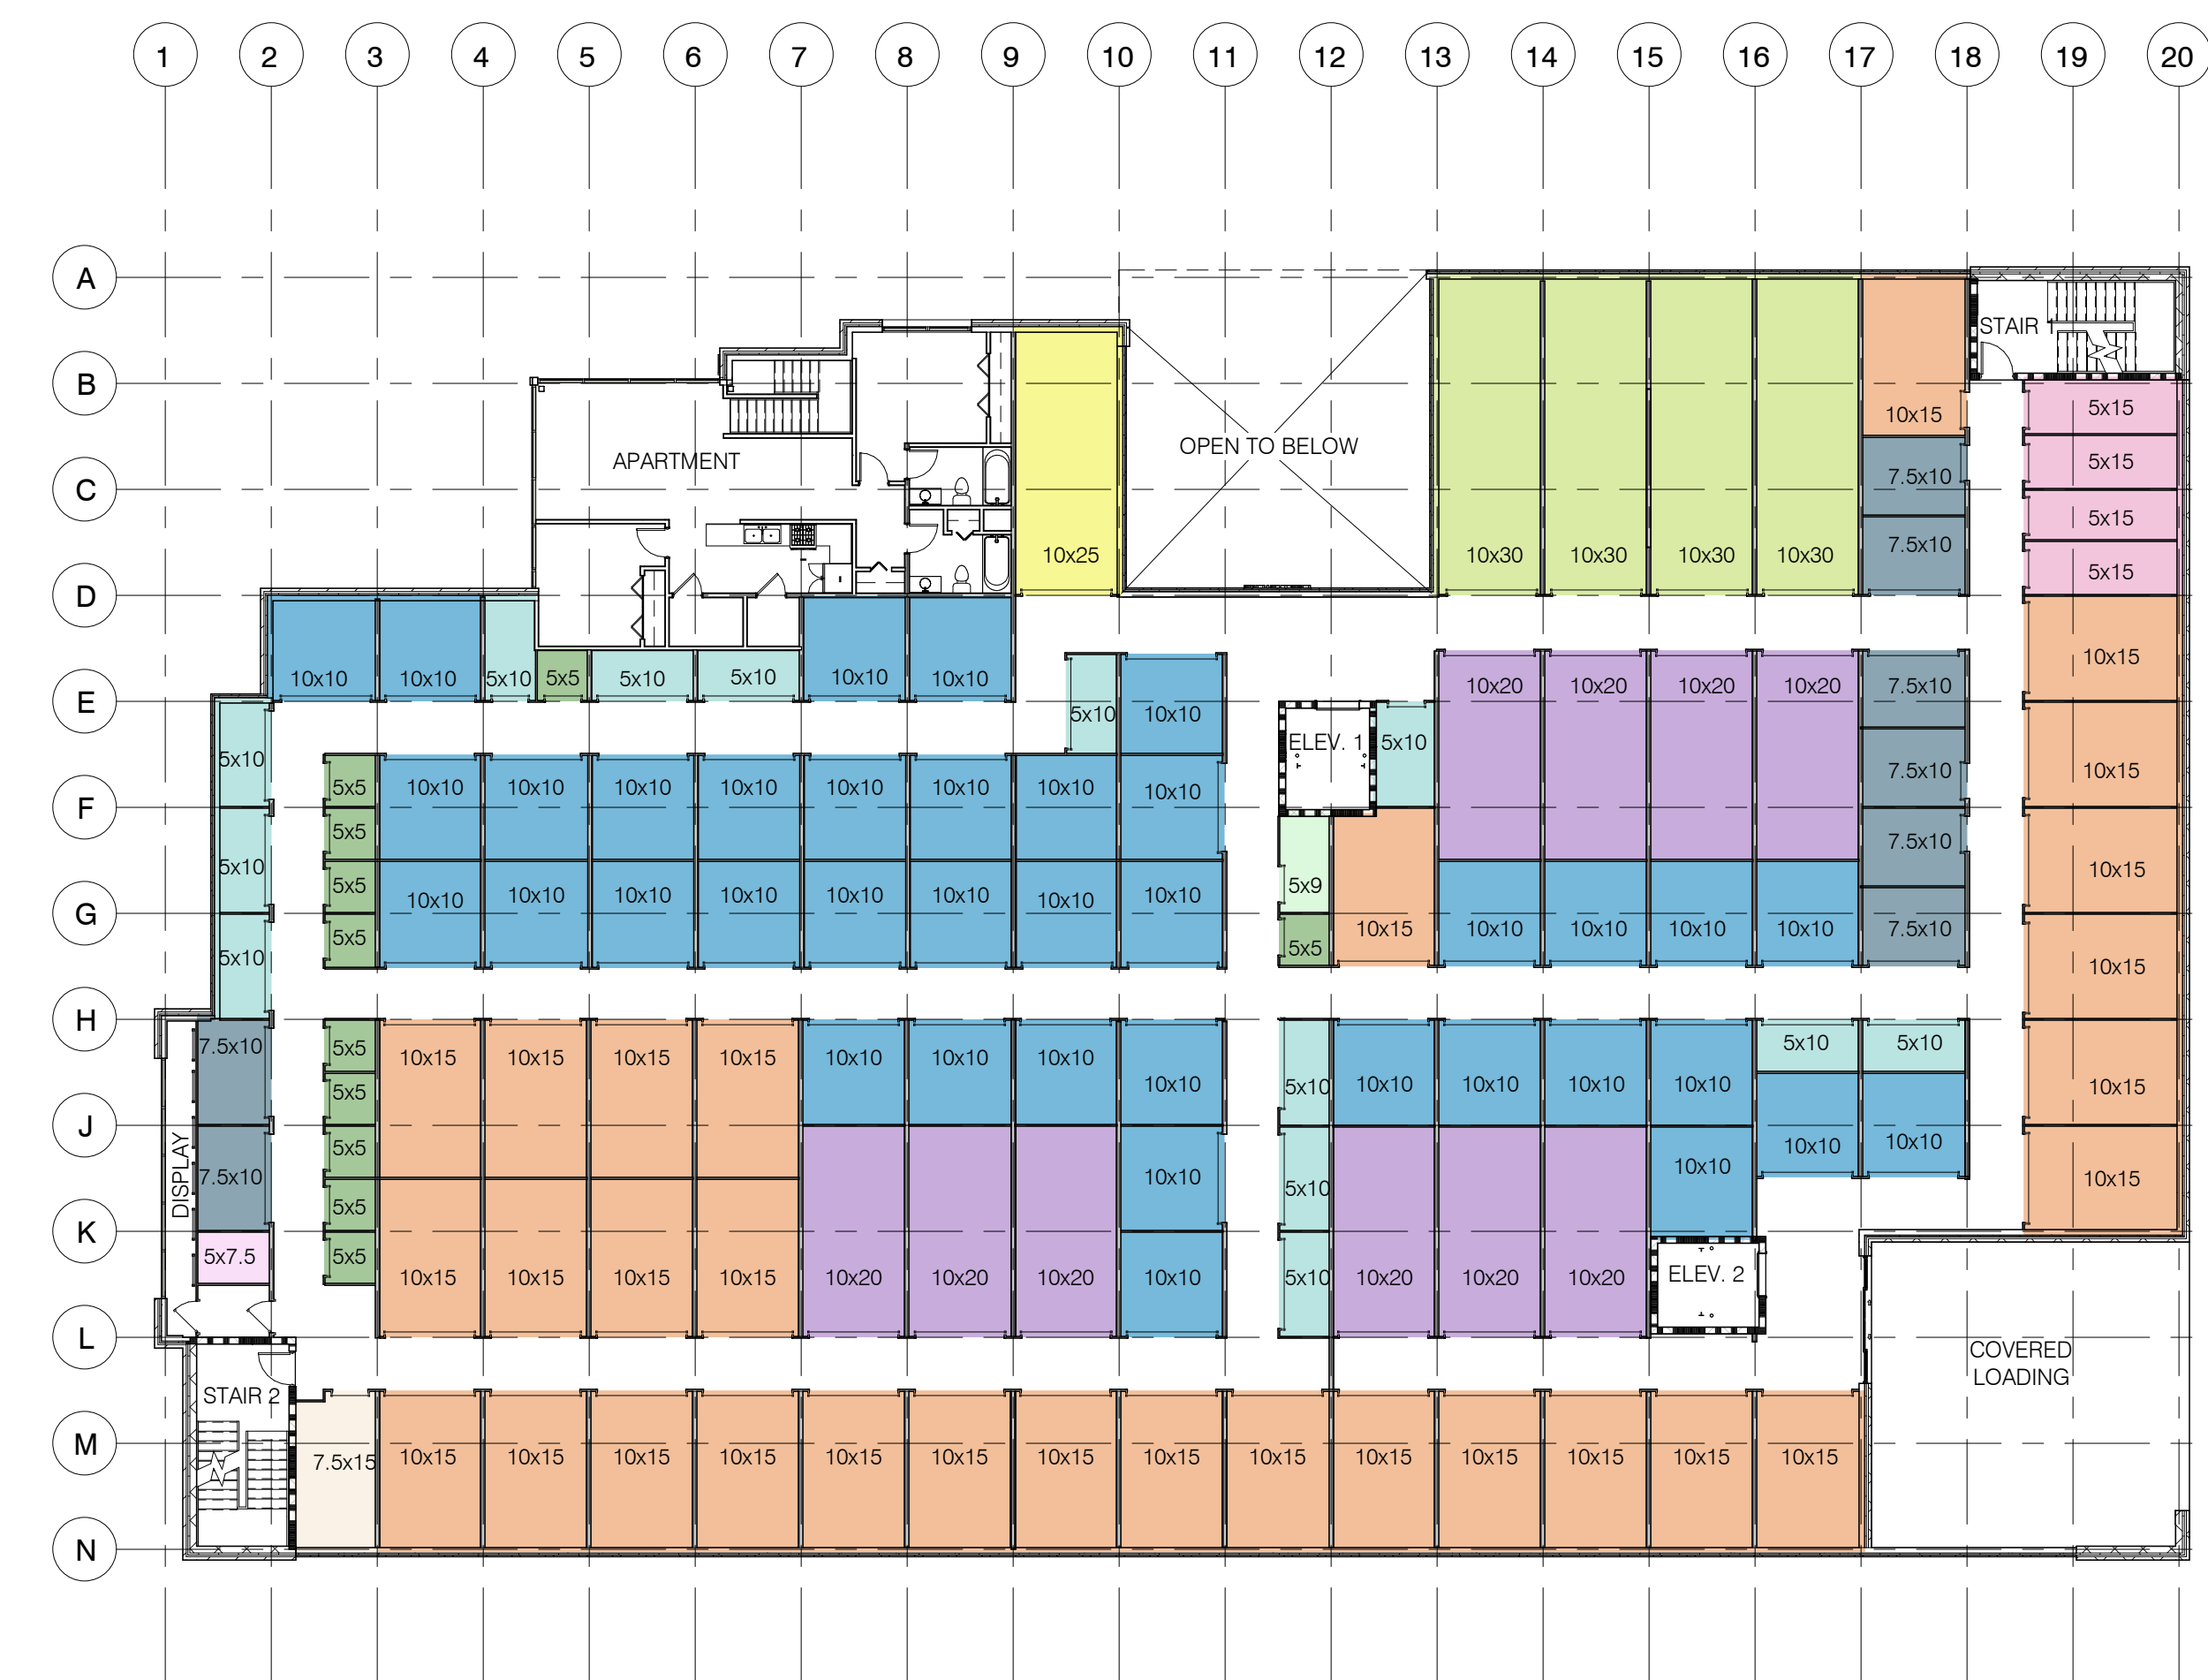 1 2 3 4 5 6 7 8 9 10 11 12 13 14 15 16 17 18 19 20
A
STAIR 1
B
10x15 5x15
OPEN TO BELOW
APARTMENT 5x15
C
7.5x10
5x15
7.5x10
10x25 10x30 10x30 10x30 10x30
5x15
D
10x15
10x10 10x10 5x10 5x5 5x10 5x10 10x10 10x10 10x20 10x20 10x20 10x20 7.5x10
E
5x10 10x10
ELEV. 1 5x10
5x10
7.5x10 10x15
5x5 10x10 10x10 10x10 10x10 10x10 10x10 10x10 10x10
F
5x5
7.5x10
5x10 10x15
5x5 5x9
10x10 10x10 10x10 10x10 10x10 10x10 10x10 10x10
G
5x5 5x5 10x15 10x10 10x10 10x10 10x10 7.5x10
5x10 10x15
H
7.5x10 5x5 10x15 10x15 10x15 10x15 10x10 10x10 10x10 5x10 5x10
5x5 10x10 5x10 10x10 10x10 10x10 10x10 10x15
J
5x5 10x10 10x10
DISPLAY
7.5x10 10x10 5x10 10x10 10x15
5x5
K
5x7.5 5x5
10x15 10x15 10x15 10x15 10x20 10x20 10x20 10x10 5x10 10x20 10x20 10x20 ELEV. 2
L
COVERED
LOADING
STAIR 2
M
7.5x15 10x15 10x15 10x15 10x15 10x15 10x15 10x15 10x15 10x15 10x15 10x15 10x15 10x15 10x15
N